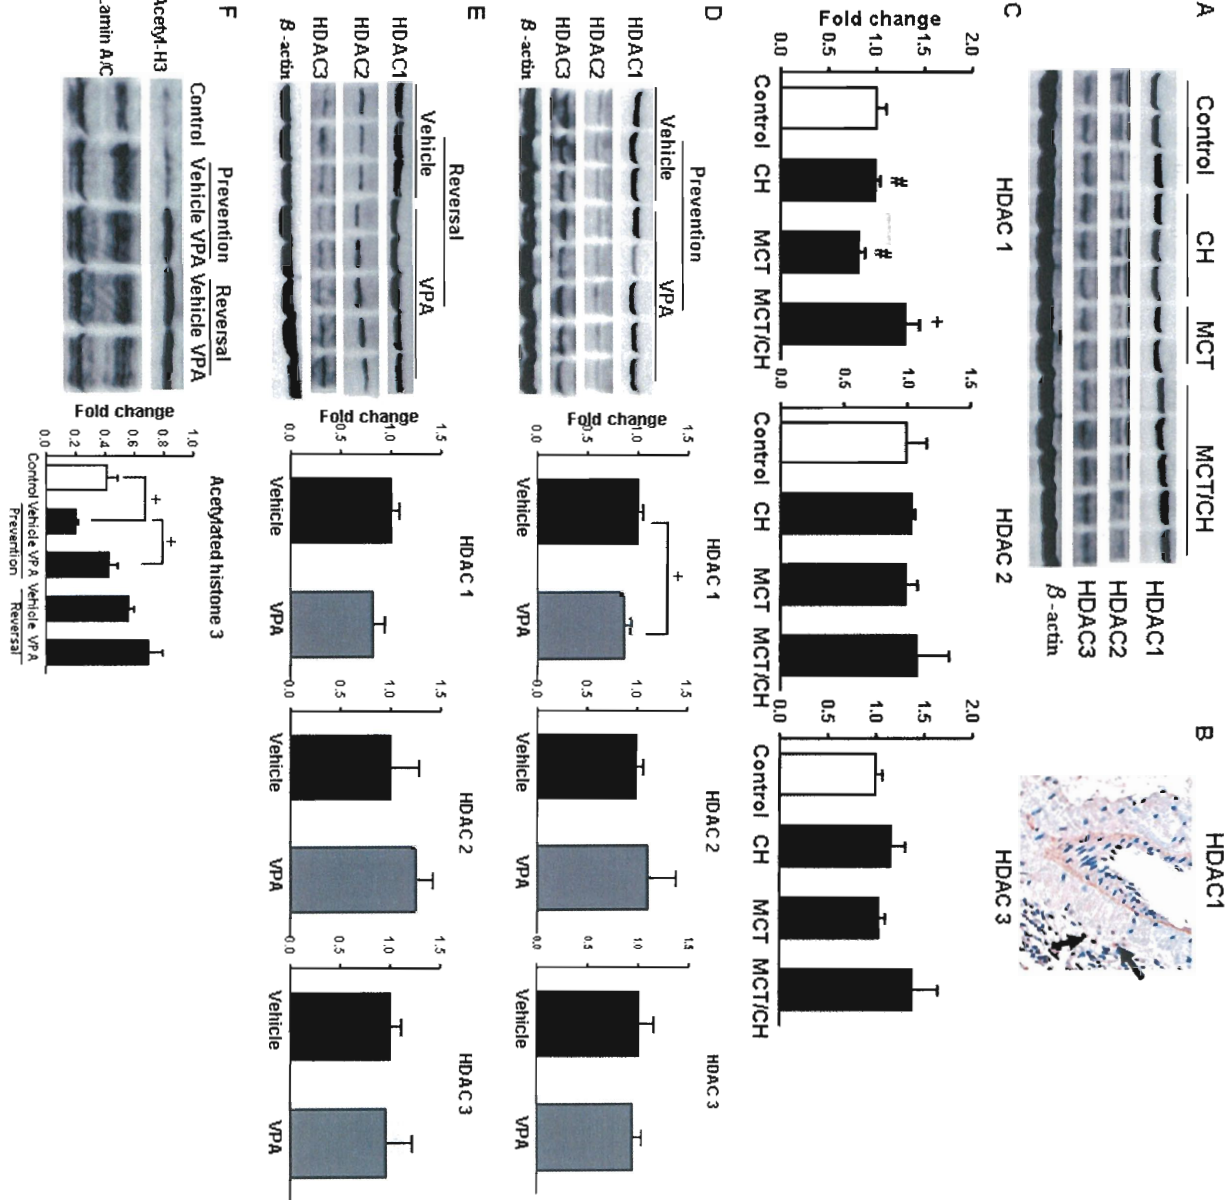 A
Control CH MCT MCT/CH
HDAC1
HDAC2
HDAC3
β-actin
B
HDAC1
C
HDAC 1
Fold change
2.0
1.5
1.0
0.5
0.0
Control CH MCT MCT/CH
# # +
HDAC 2
1.5
1.0
0.5
0.0
Control CH MCT MCT/CH
HDAC 3
2.0
1.5
1.0
0.5
0.0
Control CH MCT MCT/CH
D
Prevention
Vehicle VPA
HDAC1
HDAC2
HDAC3
β-actin
HDAC 1
Fold change
1.5
1.0
0.5
0.0
+
Vehicle VPA
HDAC 2
1.5
1.0
0.5
0.0
Vehicle VPA
HDAC 3
1.5
1.0
0.5
0.0
Vehicle VPA
E
Reversal
Vehicle VPA
HDAC1
HDAC2
HDAC3
β-actin
HDAC 1
Fold change
1.5
1.0
0.5
0.0
Vehicle VPA
HDAC 2
1.5
1.0
0.5
0.0
Vehicle VPA
HDAC 3
1.5
1.0
0.5
0.0
Vehicle VPA
F
Prevention Reversal
Control Vehicle VPA Vehicle VPA
Acetyl-H3
amin A/C
Acetylated histone 3
Fold change
1.0
0.8
0.6
0.4
0.2
0.0
+ +
Control Vehicle VPA Vehicle VPA
Prevention Reversal